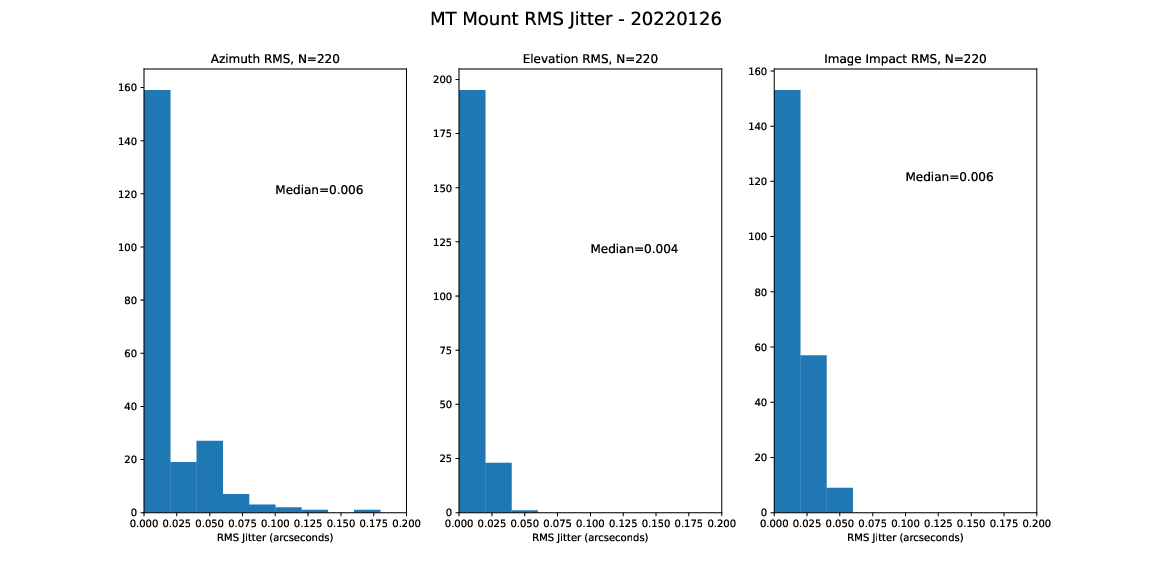 MT Mount RMS Jitter - 20220126
Azimuth RMS, N=220
160
140
120
100
80
60
40
20
0
Median=0.006
0.000 0.025 0.050 0.075 0.100 0.125 0.150 0.175 0.200
RMS Jitter (arcseconds)
Elevation RMS, N=220
200
175
150
125
100
75
50
25
0
Median=0.004
0.000 0.025 0.050 0.075 0.100 0.125 0.150 0.175 0.200
RMS Jitter (arcseconds)
Image Impact RMS, N=220
160
140
120
100
80
60
40
20
0
Median=0.006
0.000 0.025 0.050 0.075 0.100 0.125 0.150 0.175 0.200
RMS Jitter (arcseconds)